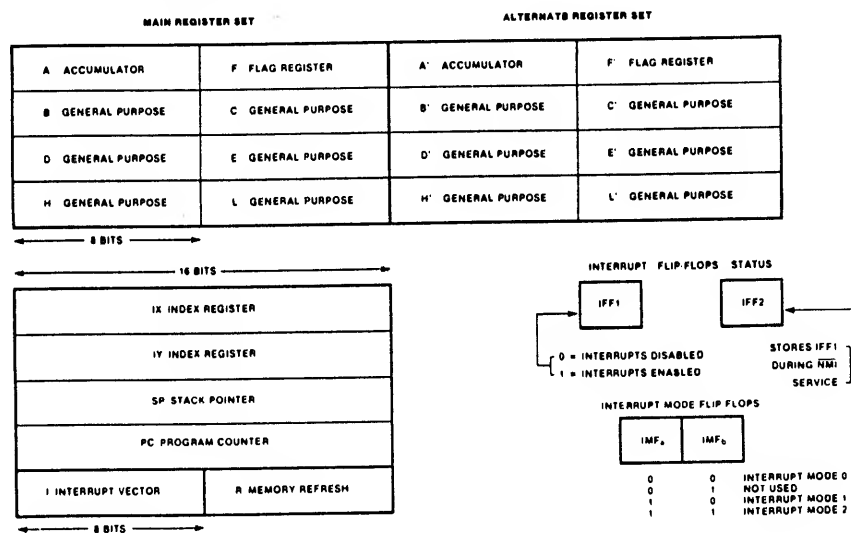 MAIN REGISTER SET
ALTERNATB REGISTER SET
A ACCUMULATOR F FLAG REGISTER A' ACCUMULATOR F' FLAG REGISTER
B GENERAL PURPOSE C GENERAL PURPOSE B' GENERAL PURPOSE C' GENERAL PURPOSE
D GENERAL PURPOSE E GENERAL PURPOSE D' GENERAL PURPOSE E' GENERAL PURPOSE
H GENERAL PURPOSE L GENERAL PURPOSE H' GENERAL PURPOSE L' GENERAL PURPOSE
8 BITS
16 BITS
IX INDEX REGISTER
IY INDEX REGISTER
SP STACK POINTER
PC PROGRAM COUNTER
I INTERRUPT VECTOR R MEMORY REFRESH
8 BITS
INTERRUPT FLIP-FLOPS STATUS
IFF1 IFF2
0 = INTERRUPTS DISABLED
1 = INTERRUPTS ENABLED
STORES IFF1
DURING NMI
SERVICE
INTERRUPT MODE FLIP FLOPS
IMFa IMFb
0 0 INTERRUPT MODE 0
0 1 NOT USED
1 0 INTERRUPT MODE 1
1 1 INTERRUPT MODE 2